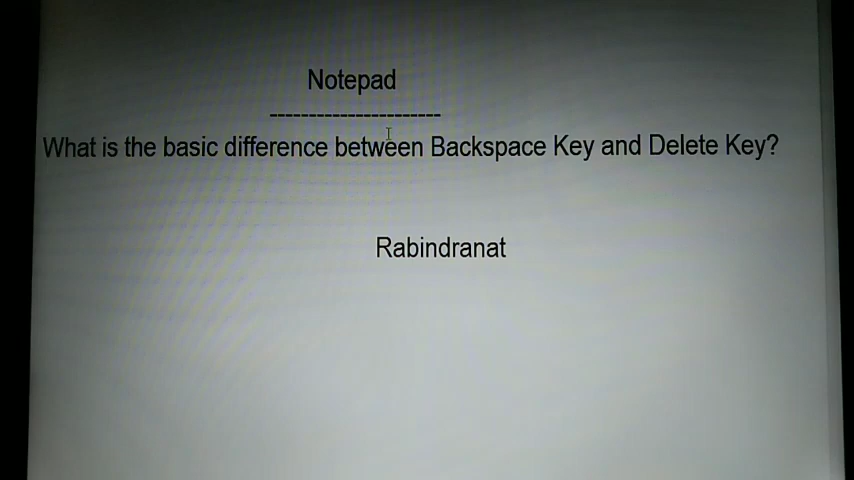 Notepad
----------------------
What is the basic difference between Backspace Key and Delete Key?
Rabindranat